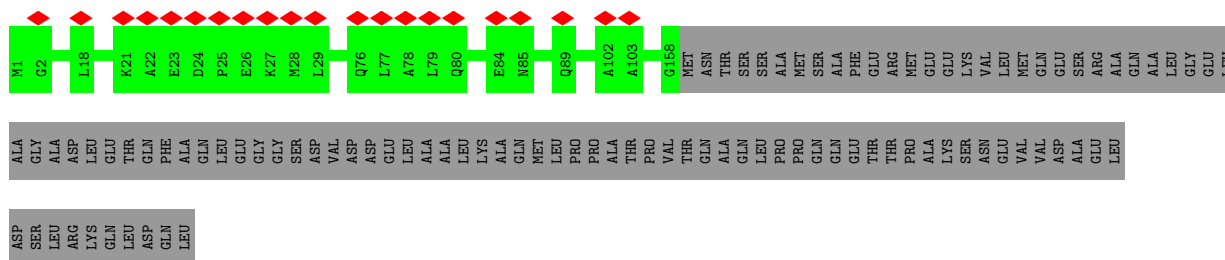 M1 G2 L18 K21 A22 E23 D24 P25 E26 K27 M28 L29 Q76 L77 A78 L79 Q80 E84 N85 Q89 A102 A103 G158 MET ASN THR SER SER ALA MET SER ALA PHE GLU ARG MET GLU GLU LYS VAL LEU MET GLN GLU SER ARG ALA GLN ALA LEU GLY GLU LEU
ALA GLY ALA ASP LEU GLU THR GLN PHE ALA GLN LEU GLU GLY GLY SER ASP VAL ASP ASP GLU LEU ALA ALA LEU LYS ALA GLN MET LEU PRO PRO ALA THR PRO VAL THR GLN ALA GLN LEU PRO PRO GLN GLN GLU THR THR PRO ALA LYS SER ASN GLU VAL VAL ASP ALA GLU LEU
ASP SER LEU ARG LYS GLN LEU ASP GLN LEU